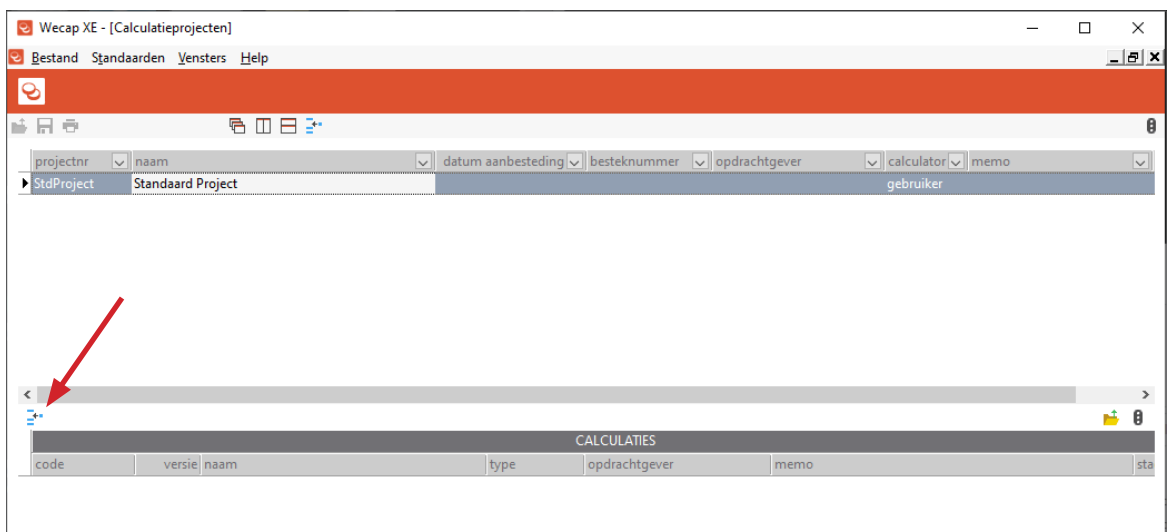 Wecap XE - [Calculatieprojecten]
Bestand Standaarden Vensters Help
projectnr naam datum aanbesteding besteknummer opdrachtgever calculator memo
StdProject Standaard Project gebruiker
CALCULATIES
code versie naam type opdrachtgever memo sta